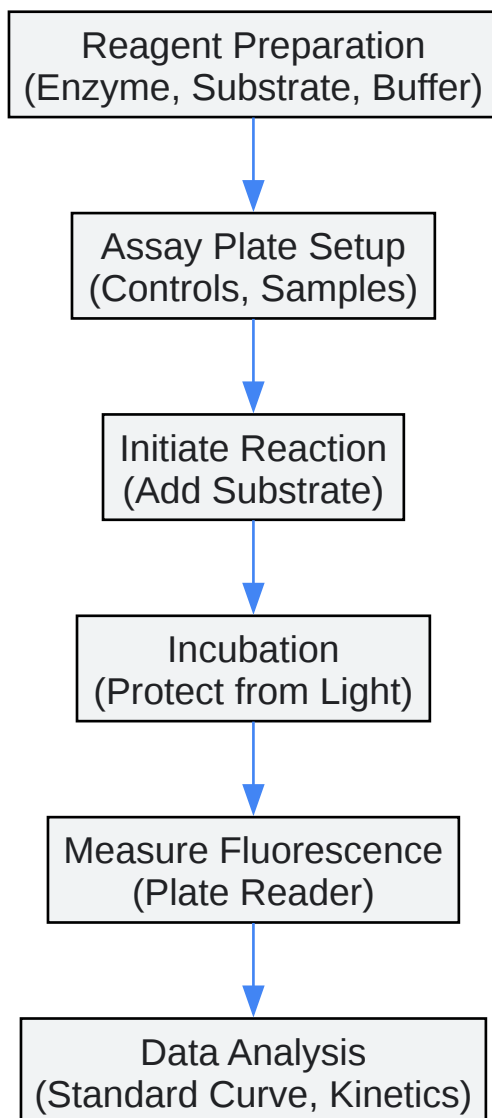 Reagent Preparation
(Enzyme, Substrate, Buffer)
Assay Plate Setup
(Controls, Samples)
Initiate Reaction
(Add Substrate)
Incubation
(Protect from Light)
Measure Fluorescence
(Plate Reader)
Data Analysis
(Standard Curve, Kinetics)